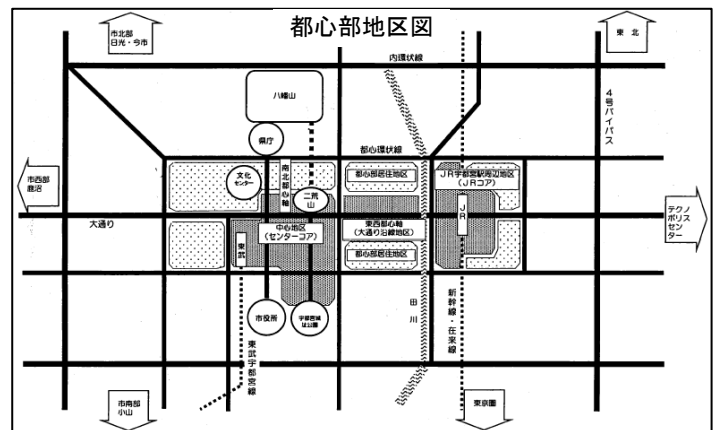 都心部地区図
市北部
日光・今市
東 北
内環状線
八幡山
4号バイパス
県庁
都心環状線
市西部
鹿沼
文化
センター
南北都心軸
二荒
山
都心部居住地区
JR宇都宮駅周辺地区
(JRコア)
大通り
東武
中心地区
(センターコア)
東西都心軸
(大通り沿線地区)
JR
テクノ
ポリス
センター
都心部居住地区
市役所
宇都宮城
址公園
田川
新幹線・在来線
東武宇都宮線
市南部
小山
東京圏